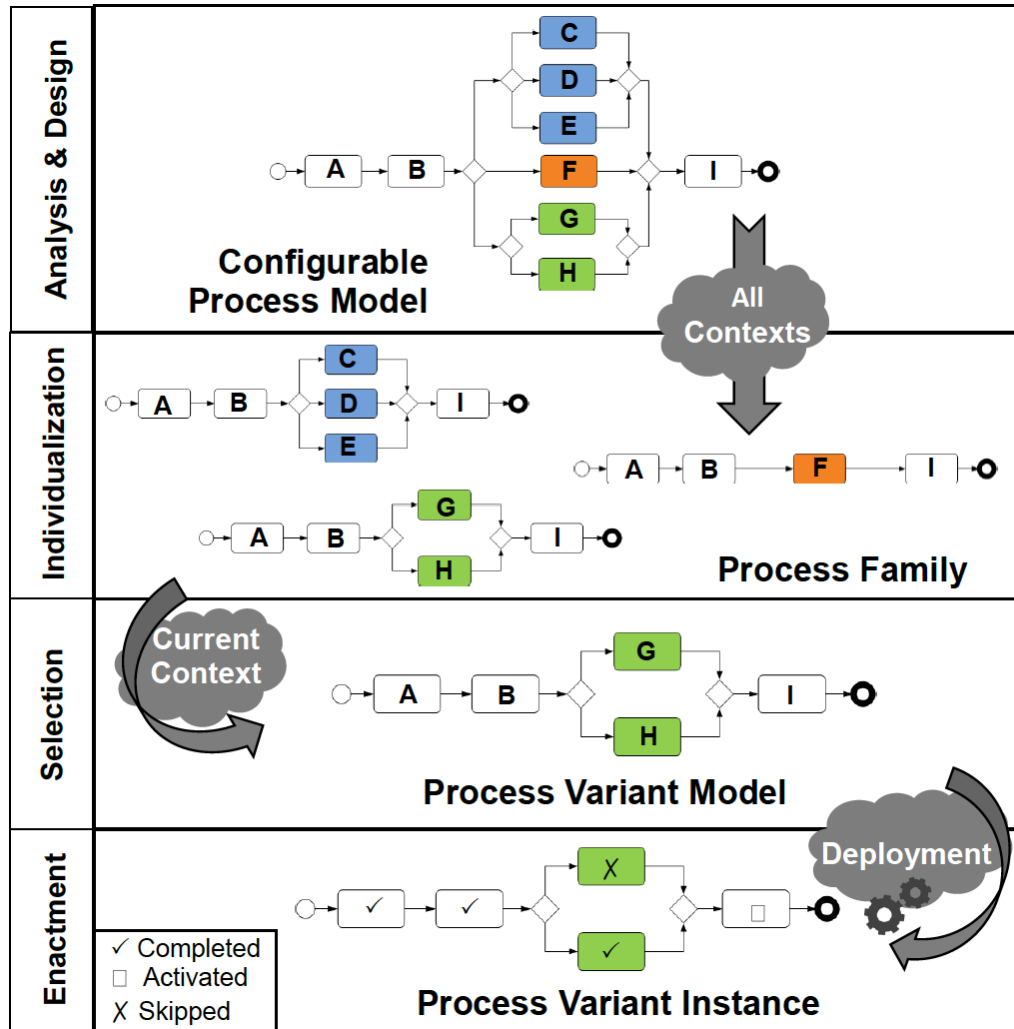 Analysis & Design
C
D
E
A
B
F
I
G
H
Configurable
Process Model
All
Contexts
Individualization
C
A
B
D
I
E
A
B
F
I
G
A
B
I
H
Process Family
Selection
Current
Context
G
A
B
I
H
Process Variant Model
Enactment
Deployment
✓
✓
✗
✓
□
✓ Completed
□ Activated
✗ Skipped
Process Variant Instance